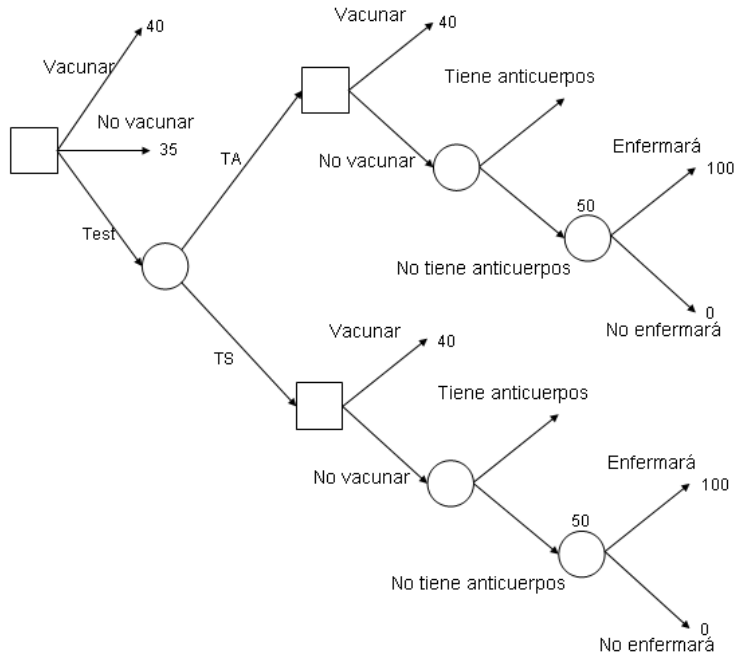 Vacunar
40
No vacunar
35
Test
TA
Vacunar
40
Tiene anticuerpos
No vacunar
50
Enfermará
100
No tiene anticuerpos
0
No enfermará
TS
Vacunar
40
Tiene anticuerpos
No vacunar
50
Enfermará
100
No tiene anticuerpos
0
No enfermará